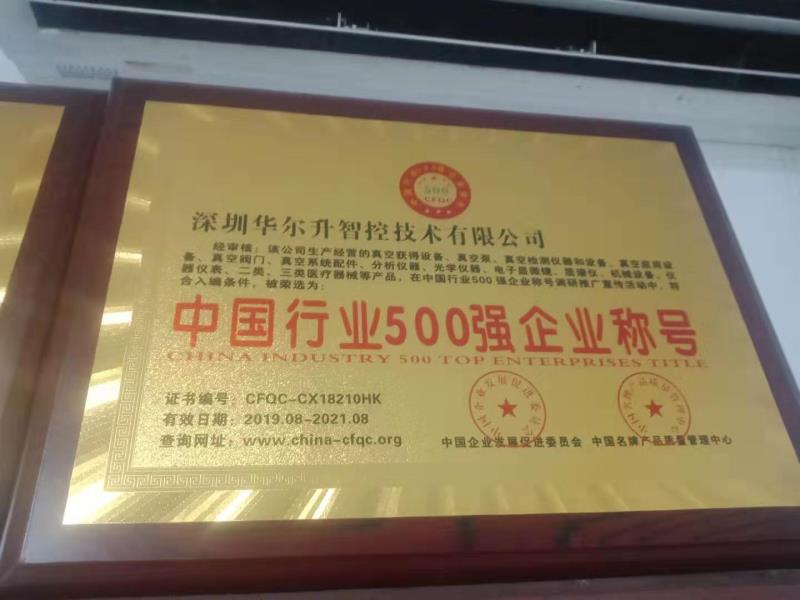 500
CFQC
深圳华尔升智控技术有限公司
经审核：该公司生产经营的真空获得设备、真空泵、真空检测仪器和设备、真空应用设
备、真空阀门、真空系统配件、分析仪器、光学仪器、电子显微镜、质谱仪、机械设备、仪
器仪表、二类、三类医疗器械等产品，在中国行业500 强企业称号调研推广宣传活动中，符
合入编条件，被荣选为：
中国行业500强企业称号
CHINA INDUSTRY 500 TOP ENTERPRISES TITLE
证书编号：CFQC-CX18210HK
有效日期：2019.08-2021.08
查询网址：www.china-cfqc.org
中国企业发展促进委员会
中国名牌产品质量管理中心